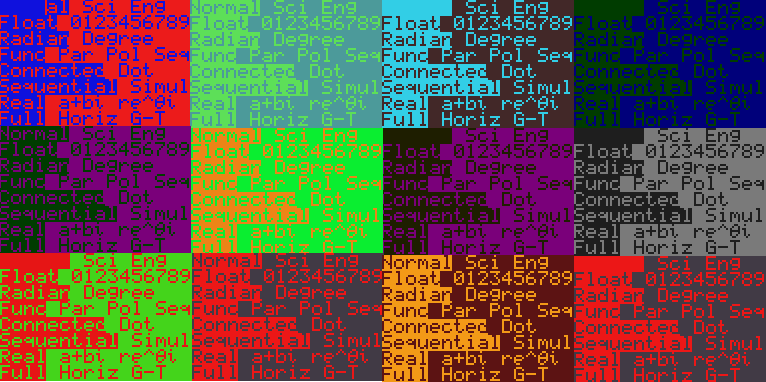 al Sci Eng
Float 0123456789
Radian Degree
Func Par Pol Seq
Connected Dot
Sequential Simul
Real a+bi re^θi
Full Horiz G-T
Normal Sci Eng
Float 0123456789
Radian Degree
Func Par Pol Seq
Connected Dot
Sequential Simul
Real a+bi re^θi
Full Horiz G-T
Sci Eng
Float 0123456789
Radian Degree
Func Par Pol Seq
Connected Dot
Sequential Simul
Real a+bi re^θi
Full Horiz G-T
Sci Eng
Float 0123456789
Radian Degree
Func Par Pol Seq
Connected Dot
Sequential Simul
Real a+bi re^θi
Full Horiz G-T
Normal Sci Eng
Float 0123456789
Radian Degree
Func Par Pol Seq
Connected Dot
Sequential Simul
Real a+bi re^θi
Full Horiz G-T
Normal Sci Eng
Float 0123456789
Radian Degree
Func Par Pol Seq
Connected Dot
Sequential Simul
Real a+bi re^θi
Full Horiz G-T
Sci Eng
Float 0123456789
Radian Degree
Func Par Pol Seq
Connected Dot
Sequential Simul
Real a+bi re^θi
Full Horiz G-T
Sci Eng
Float 0123456789
Radian Degree
Func Par Pol Seq
Connected Dot
Sequential Simul
Real a+bi re^θi
Full Horiz G-T
Sci Eng
Float 0123456789
Radian Degree
Func Par Pol Seq
Connected Dot
Sequential Simul
Real a+bi re^θi
Full Horiz G-T
Normal Sci Eng
Float 0123456789
Radian Degree
Func Par Pol Seq
Connected Dot
Sequential Simul
Real a+bi re^θi
Full Horiz G-T
Normal Sci Eng
Float 0123456789
Radian Degree
Func Par Pol Seq
Connected Dot
Sequential Simul
Real a+bi re^θi
Full Horiz G-T
Sci Eng
Float 0123456789
Radian Degree
Func Par Pol Seq
Connected Dot
Sequential Simul
Real a+bi re^θi
Full Horiz G-T